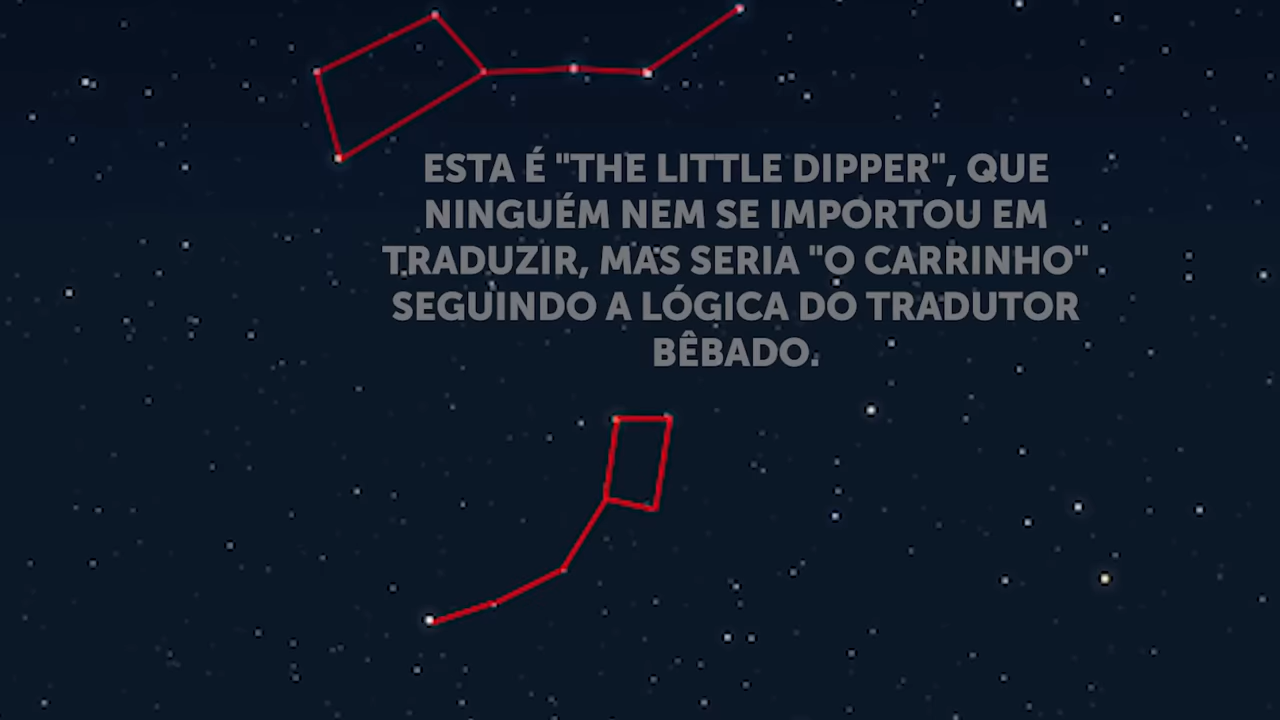 ESTA É "THE LITTLE DIPPER", QUE
NINGUÉM NEM SE IMPORTOU EM
TRADUZIR, MAS SERIA "O CARRINHO"
SEGUINDO A LÓGICA DO TRADUTOR
BÊBADO.